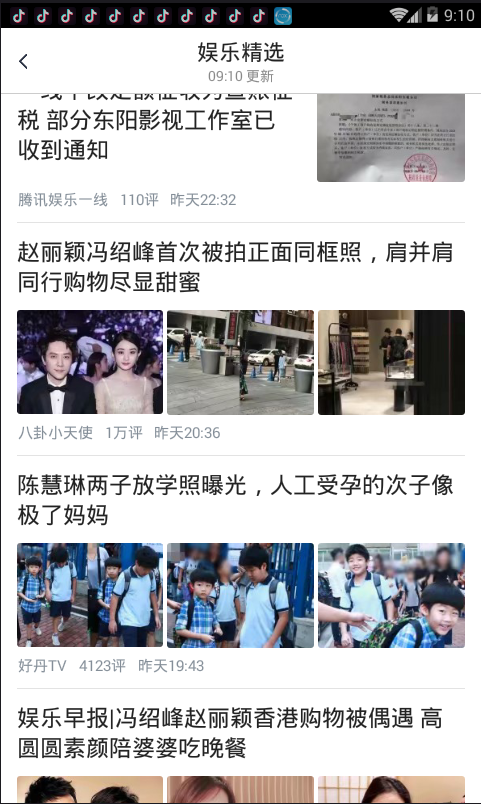 9:10
娱乐精选
09:10 更新
税 部分东阳影视工作室已
收到通知
腾讯娱乐一线 110评 昨天22:32
赵丽颖冯绍峰首次被拍正面同框照，肩并肩
同行购物尽显甜蜜
八卦小天使 1万评 昨天20:36
陈慧琳两子放学照曝光，人工受孕的次子像
极了妈妈
好丹TV 4123评 昨天19:43
娱乐早报|冯绍峰赵丽颖香港购物被偶遇 高
圆圆素颜陪婆婆吃晚餐